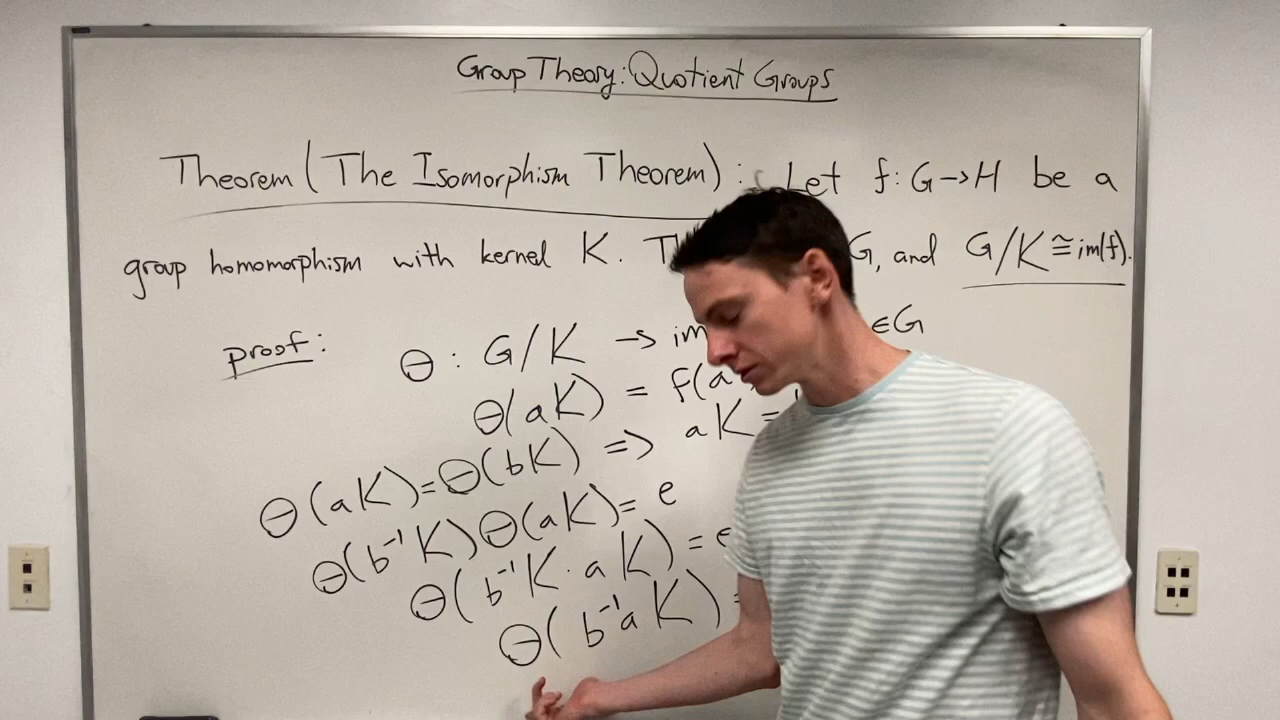 Group Theory: Quotient Groups
Theorem (The Isomorphism Theorem): Let f: G→H be a
group homomorphism with kernel K. G, and G/K ≅ im(f).
proof: Θ: G/K → im ∈G
Θ(aK) = f(a
Θ(aK)=Θ(bK) => aK =
Θ(b⁻¹K)Θ(aK)= e
Θ(b⁻¹K·aK) = e
Θ(b⁻¹aK) =